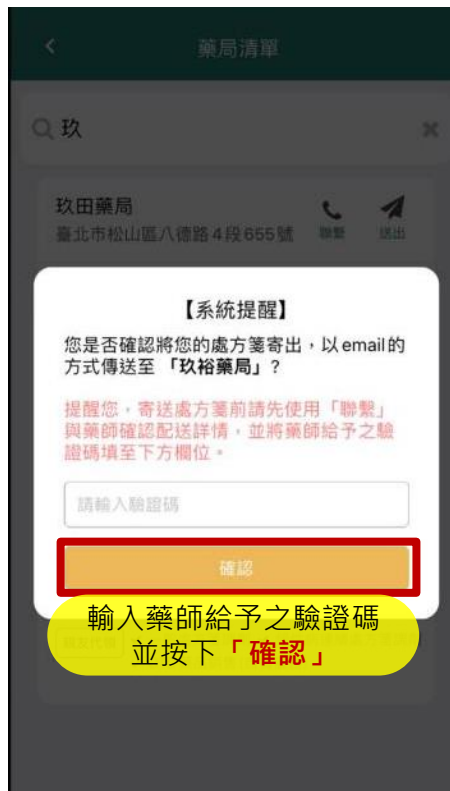 藥局清單
玖
玖田藥局
臺北市松山區八德路4段655號
聯繫
送出
【系統提醒】
您是否確認將您的處方箋寄出，以email的
方式傳送至 「玖裕藥局」?
提醒您，寄送處方箋前請先使用「聯繫」
與藥師確認配送詳情，並將藥師給予之驗
證碼填至下方欄位。
請輸入驗證碼
確認
輸入藥師給予之驗證碼
並按下「確認」